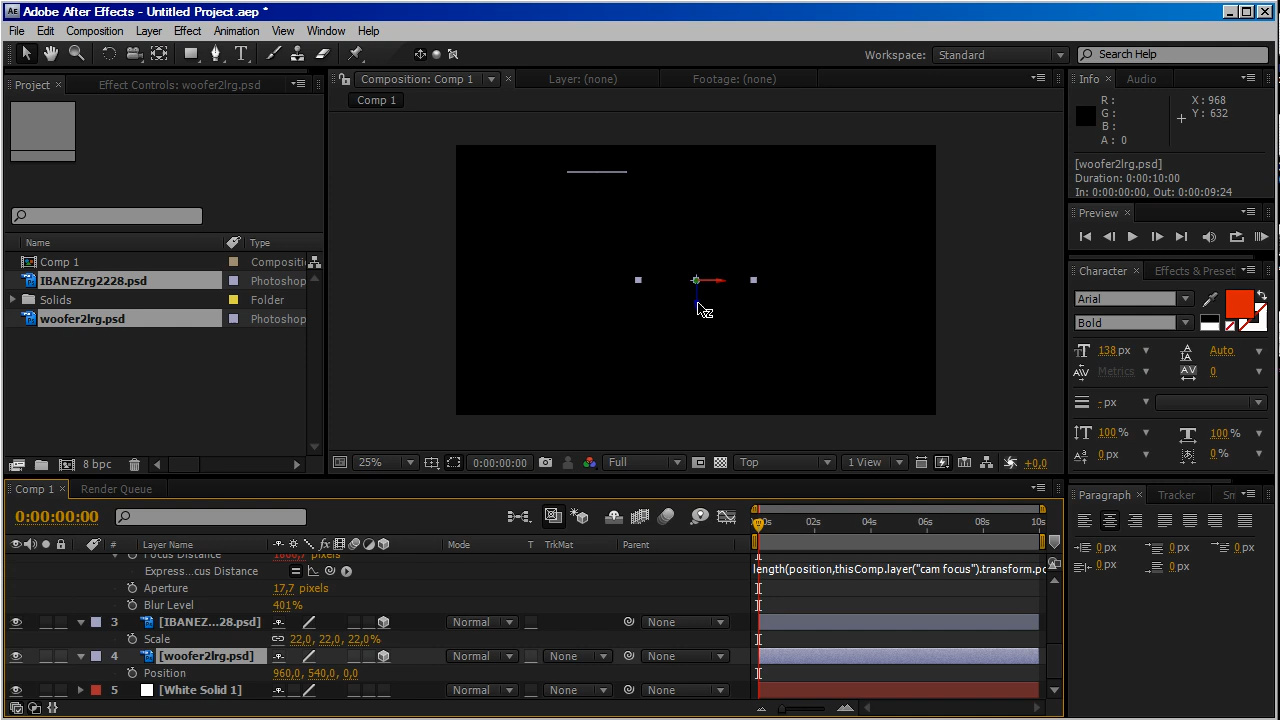 Adobe After Effects - Untitled Project.aep *
File Edit Composition Layer Effect Animation View Window Help
Workspace: Standard Search Help
Project Effect Controls: woofer2lrg.psd
Composition: Comp 1 Layer: (none) Footage: (none)
Comp 1
Info Audio
R : X : 968
G : Y : 632
B :
A : 0
[woofer2lrg.psd]
Duration: 0:00:10:00
In: 0:00:00:00, Out: 0:00:09:24
Preview
Name Type
Comp 1 Compositi
IBANEZrg2228.psd Photoshop
Solids Folder
woofer2lrg.psd Photoshop
Character Effects & Preset
Arial
Bold
138 px Auto
Metrics 0
- px
100 % 100 %
0 px 0 %
8 bpc
25% 0:00:00:00 Full Top 1 View +0,0
Comp 1 Render Queue
0:00:00:00
# Layer Name Mode T TrkMat Parent
02s 04s 06s 08s 10s
Focus Distance 1886,7 pixels
Express...cus Distance length(position,thisComp.layer("cam focus").transform.po
Aperture 17,7 pixels
Blur Level 401%
3 [IBANEZ...28.psd] Normal None
Scale 22,0, 22,0, 22,0%
4 [woofer2lrg.psd] Normal None None
Position 960,0, 540,0, 0,0
5 [White Solid 1] Normal None None
Paragraph Tracker Sm
0 px 0 px 0 px
0 px 0 px